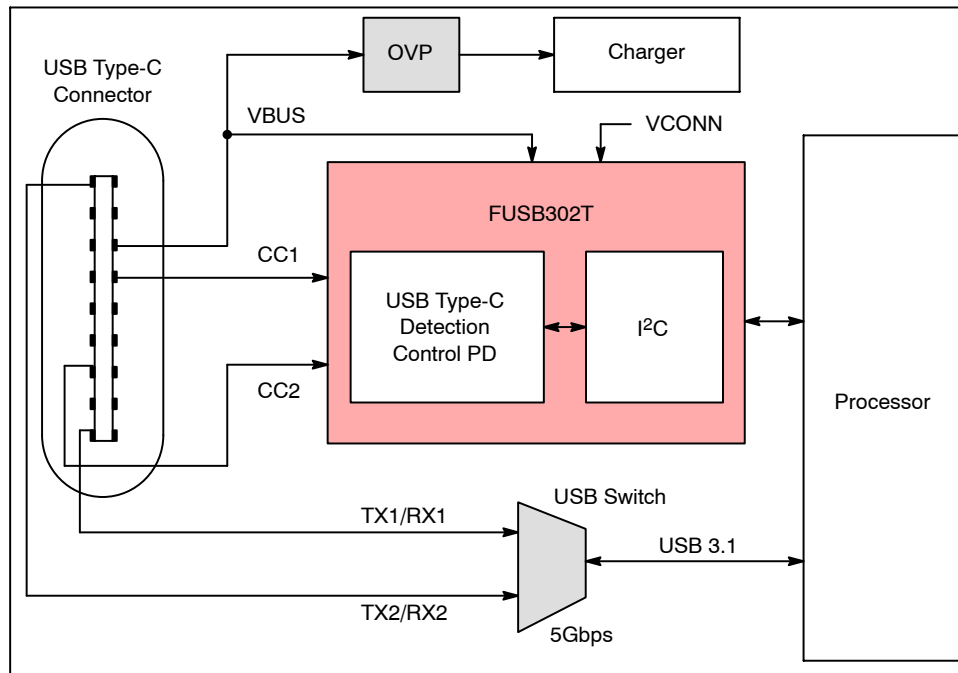 OVP
Charger
USB Type-C
Connector
VBUS
VCONN
FUSB302T
CC1
USB Type-C
Detection
Control PD
I²C
CC2
Processor
USB Switch
TX1/RX1
USB 3.1
TX2/RX2
5Gbps